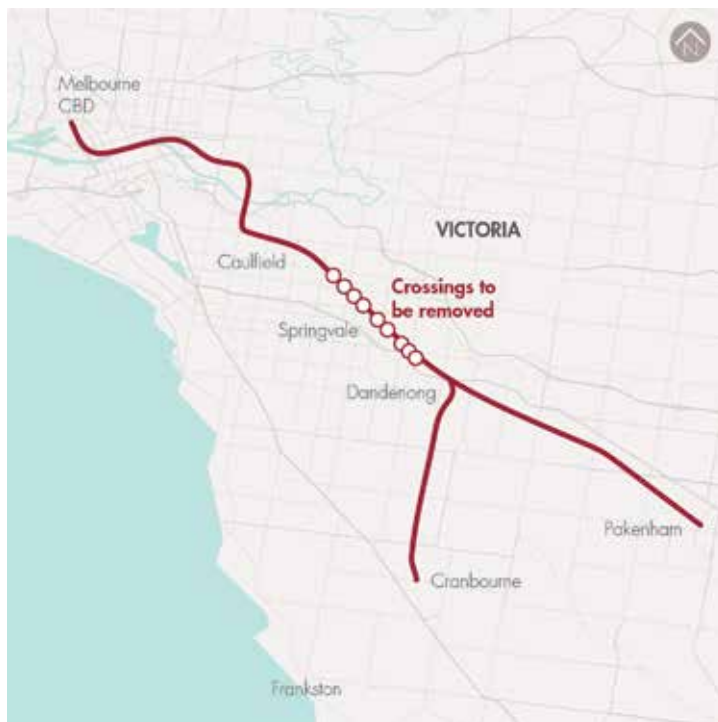 N
Melbourne
CBD
VICTORIA
Caulfield
Crossings to
be removed
Springvale
Dandenong
Pakenham
Cranbourne
Frankston